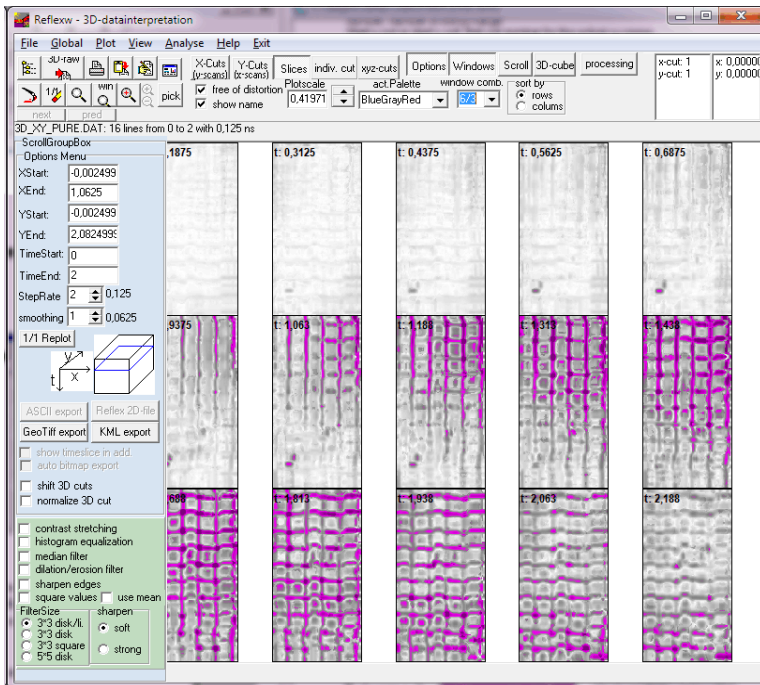 Reflexw - 3D-datainterpretation
File Global Plot View Analyse Help Exit
3D-raw X-Cuts (y-scans) Y-Cuts (z-scans) Slices indiv. cut xyz-cuts Options Windows Scroll 3D-cube processing x-cut: 1 x: 0,00000
y-cut: 1 y: 0,00000
1/2 win pick free of distortion Plotscale act.Palette window comb. sort by
show name 0,41971 BlueGrayRed 6/3 rows
colums
next pred
3D_XY_PURE.DAT: 16 lines from 0 to 2 with 0,125 ns
ScrollGroupBox
Options Menu
XStart: -0,002499
XEnd: 1,0625
YStart: -0,002499
YEnd: 2,0824999
TimeStart: 0
TimeEnd: 2
StepRate 2 0,125
smoothing 1 0,0625
1/1 Replot
y
t x
ASCII export Reflex 2D-file
GeoTiff export KML export
show timeslice in add.
auto bitmap export
shift 3D cuts
normalize 3D cut
contrast stretching
histogram equalization
median filter
dilation/erosion filter
sharpen edges
square values use mean
FilterSize sharpen
3*3 disk/li. soft
3*3 disk
3*3 square strong
5*5 disk
,1875 t: 0,3125 t: 0,4375 t: 0,5625 t: 0,6875
,9375 t: 1,063 t: 1,188 t: 1,313 t: 1,438
,688 t: 1,813 t: 1,938 t: 2,063 t: 2,188